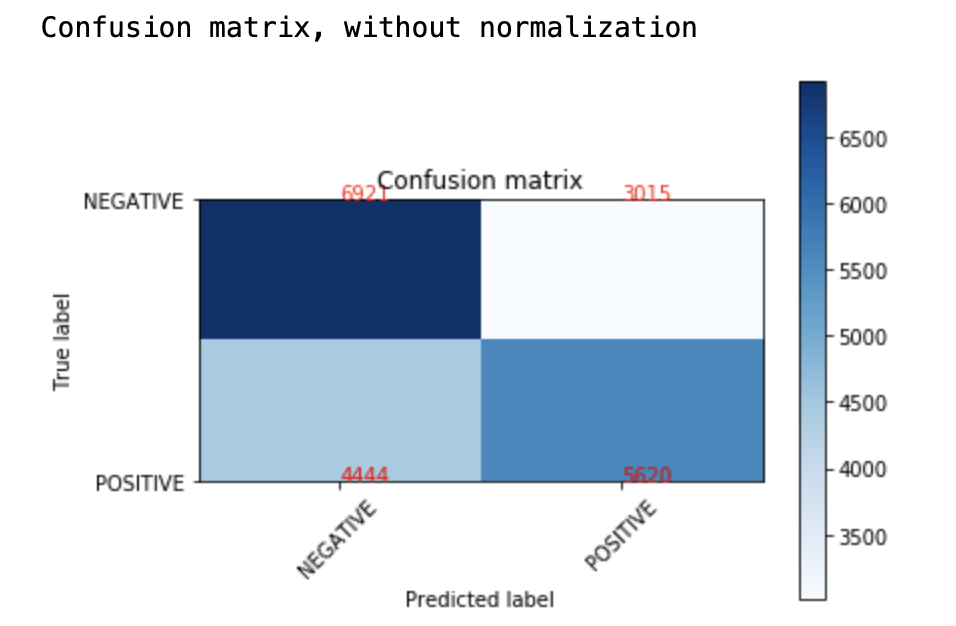 Confusion matrix, without normalization
Confusion matrix
NEGATIVE
6921
3015
POSITIVE
4444
5620
True label
NEGATIVE
POSITIVE
Predicted label
6500
6000
5500
5000
4500
4000
3500